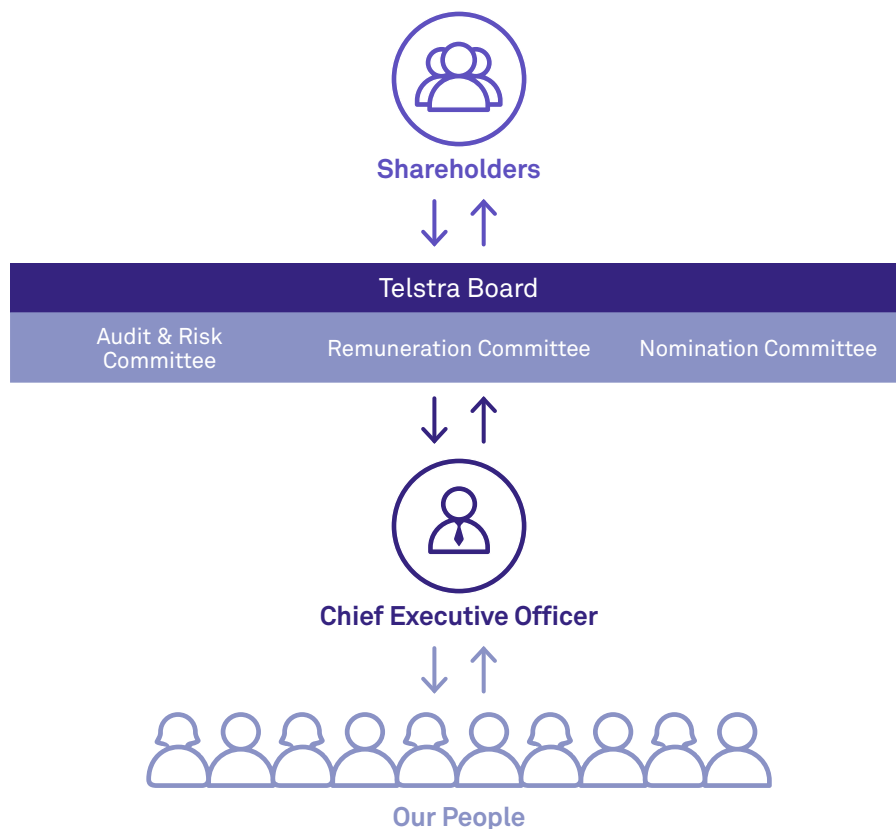 Shareholders
Telstra Board
Audit & Risk
Committee
Remuneration Committee
Nomination Committee
Chief Executive Officer
Our People